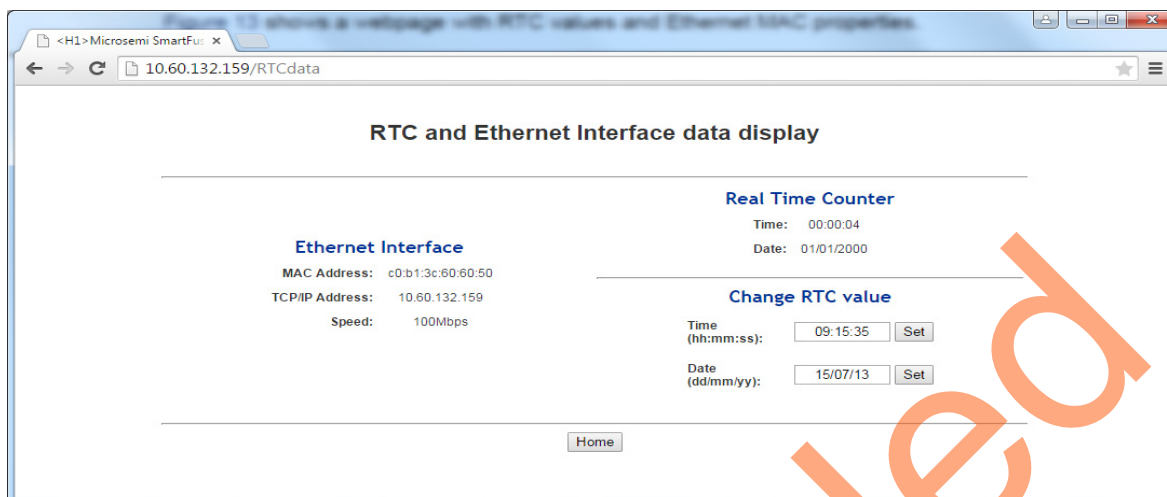 Figure 13 shows a webpage with RTC values and Ethernet MAC properties.
<H1>Microsemi SmartFus
10.60.132.159/RTCdata
RTC and Ethernet Interface data display
Ethernet Interface
MAC Address: c0:b1:3c:60:60:50
TCP/IP Address: 10.60.132.159
Speed: 100Mbps
Real Time Counter
Time: 00:00:04
Date: 01/01/2000
Change RTC value
Time
(hh:mm:ss): 09:15:35 Set
Date
(dd/mm/yy): 15/07/13 Set
Home
led